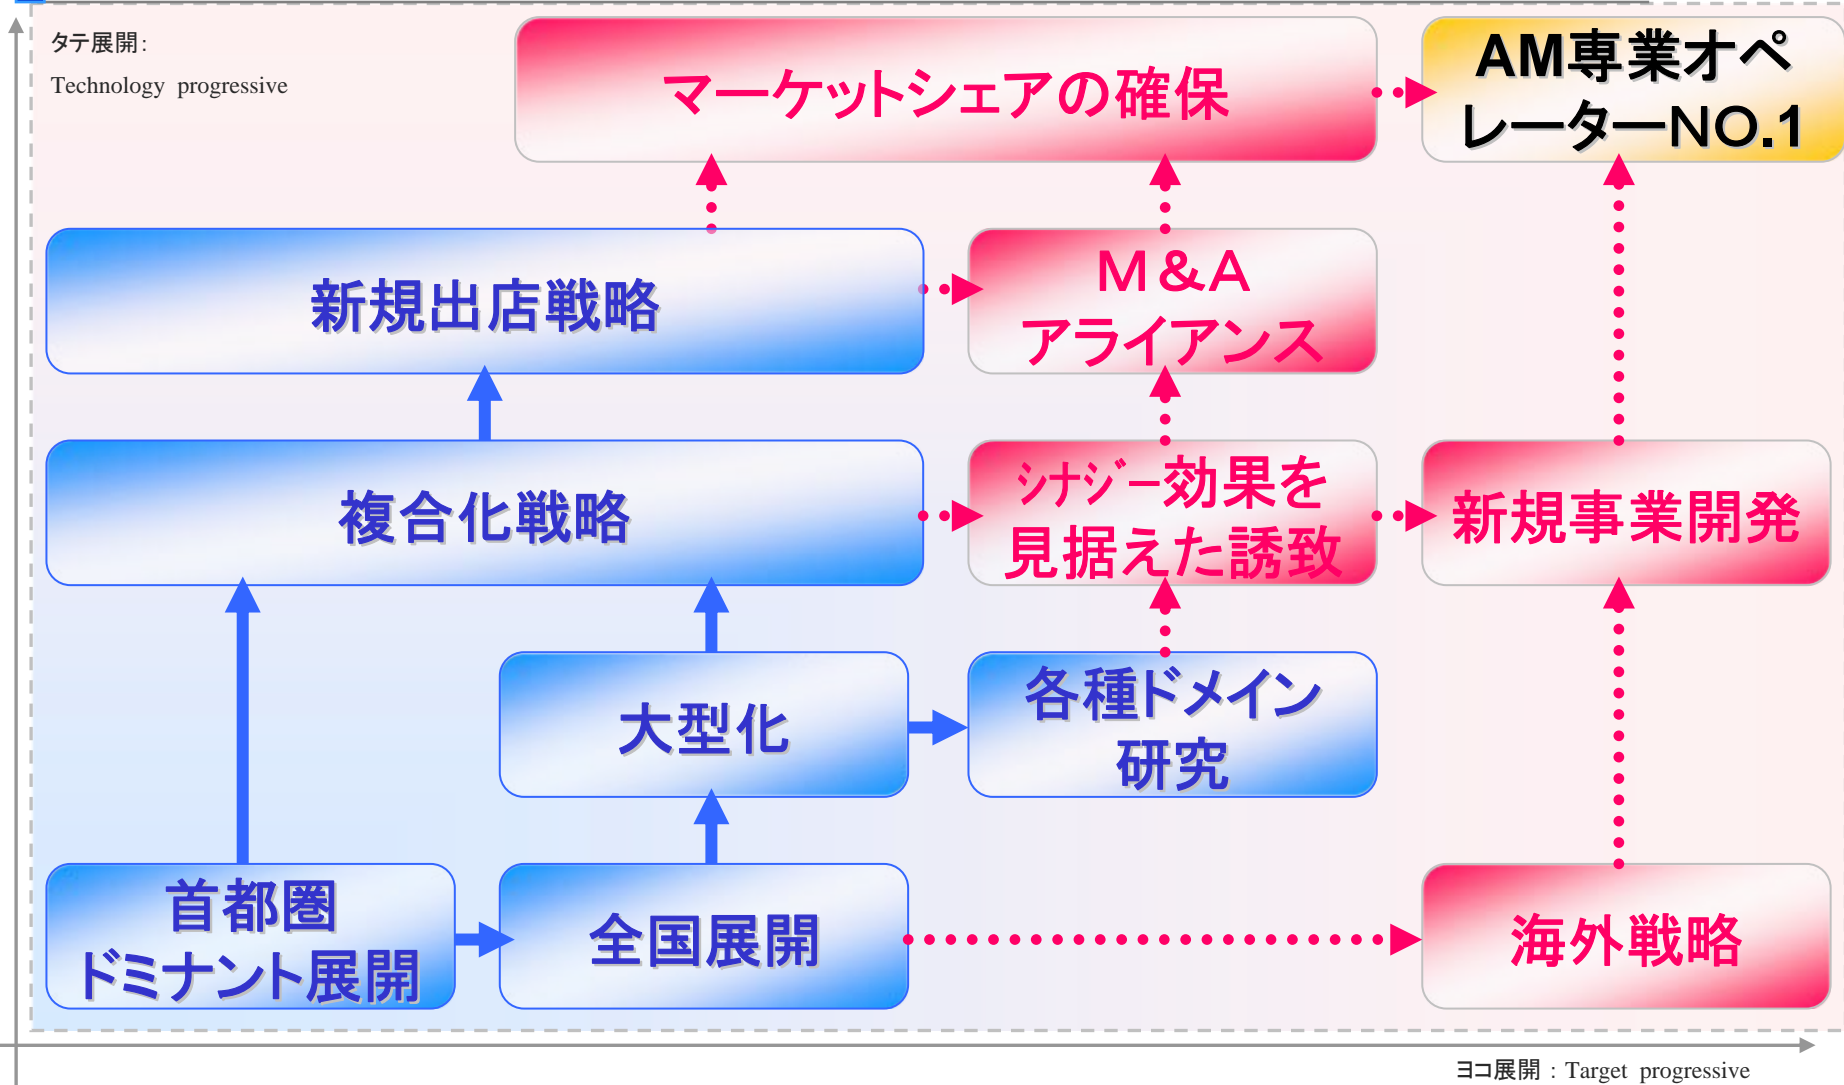 タテ展開:
Technology progressive
マーケットシェアの確保
AM専業オペ
レーターNO.1
新規出店戦略
M&A
アライアンス
複合化戦略
ｼﾅｼﾞｰ効果を
見据えた誘致
新規事業開発
大型化
各種ドメイン
研究
首都圏
ドミナント展開
全国展開
海外戦略
ヨコ展開 : Target progressive